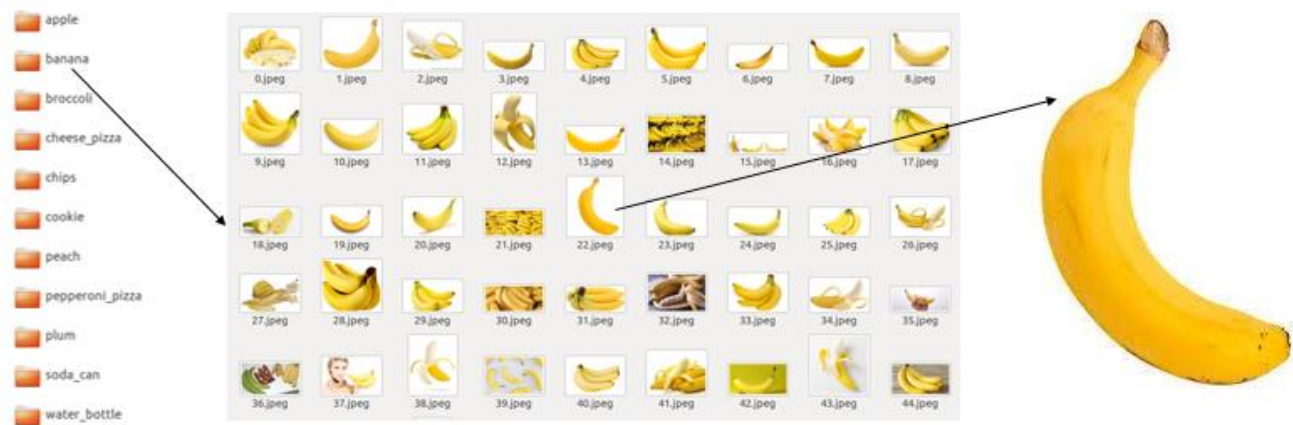 apple
banana
broccoli
cheese_pizza
chips
cookie
peach
pepperoni_pizza
plum
soda_can
water_bottle
0.jpeg 1.jpeg 2.jpeg 3.jpeg 4.jpeg 5.jpeg 6.jpeg 7.jpeg 8.jpeg
9.jpeg 10.jpeg 11.jpeg 12.jpeg 13.jpeg 14.jpeg 15.jpeg 16.jpeg 17.jpeg
18.jpeg 19.jpeg 20.jpeg 21.jpeg 22.jpeg 23.jpeg 24.jpeg 25.jpeg 26.jpeg
27.jpeg 28.jpeg 29.jpeg 30.jpeg 31.jpeg 32.jpeg 33.jpeg 34.jpeg 35.jpeg
36.jpeg 37.jpeg 38.jpeg 39.jpeg 40.jpeg 41.jpeg 42.jpeg 43.jpeg 44.jpeg